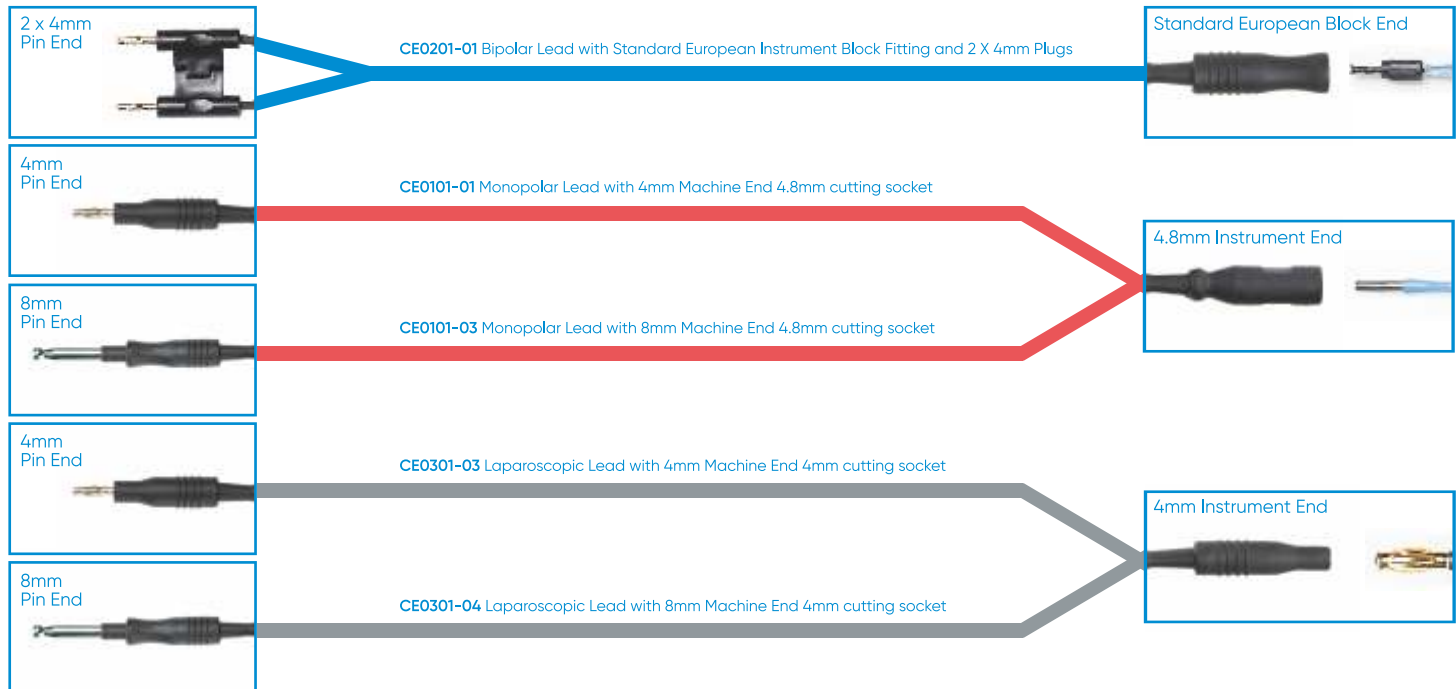 2 x 4mm
Pin End
CE0201-01 Bipolar Lead with Standard European Instrument Block Fitting and 2 X 4mm Plugs
Standard European Block End
4mm
Pin End
CE0101-01 Monopolar Lead with 4mm Machine End 4.8mm cutting socket
4.8mm Instrument End
8mm
Pin End
CE0101-03 Monopolar Lead with 8mm Machine End 4.8mm cutting socket
4mm
Pin End
CE0301-03 Laparoscopic Lead with 4mm Machine End 4mm cutting socket
4mm Instrument End
8mm
Pin End
CE0301-04 Laparoscopic Lead with 8mm Machine End 4mm cutting socket